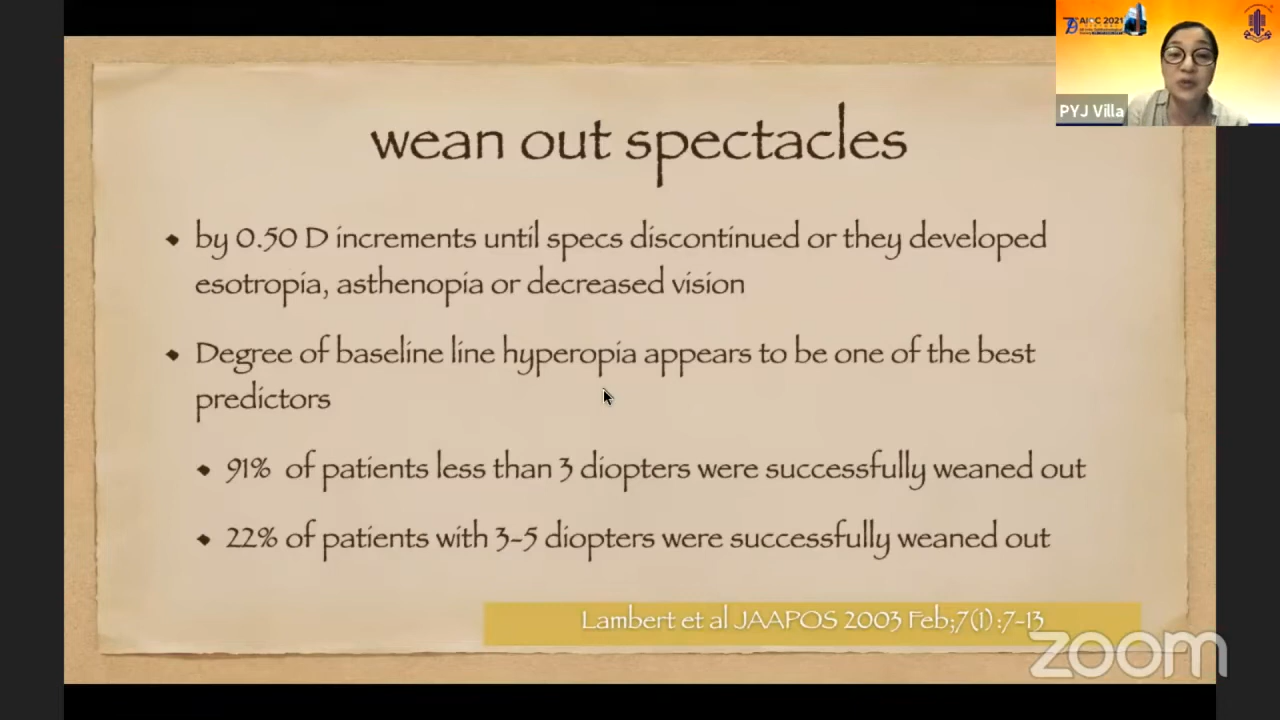 AIOC 2021
PYJ Villa
wean out spectacles
by 0.50 D increments until specs discontinued or they developed
esotropia, asthenopia or decreased vision
Degree of baseline line hyperopia appears to be one of the best
predictors
91% of patients less than 3 diopters were successfully weaned out
22% of patients with 3-5 diopters were successfully weaned out
Lambert et al JAAPOS 2003 Feb;7(1):7-13
zoom